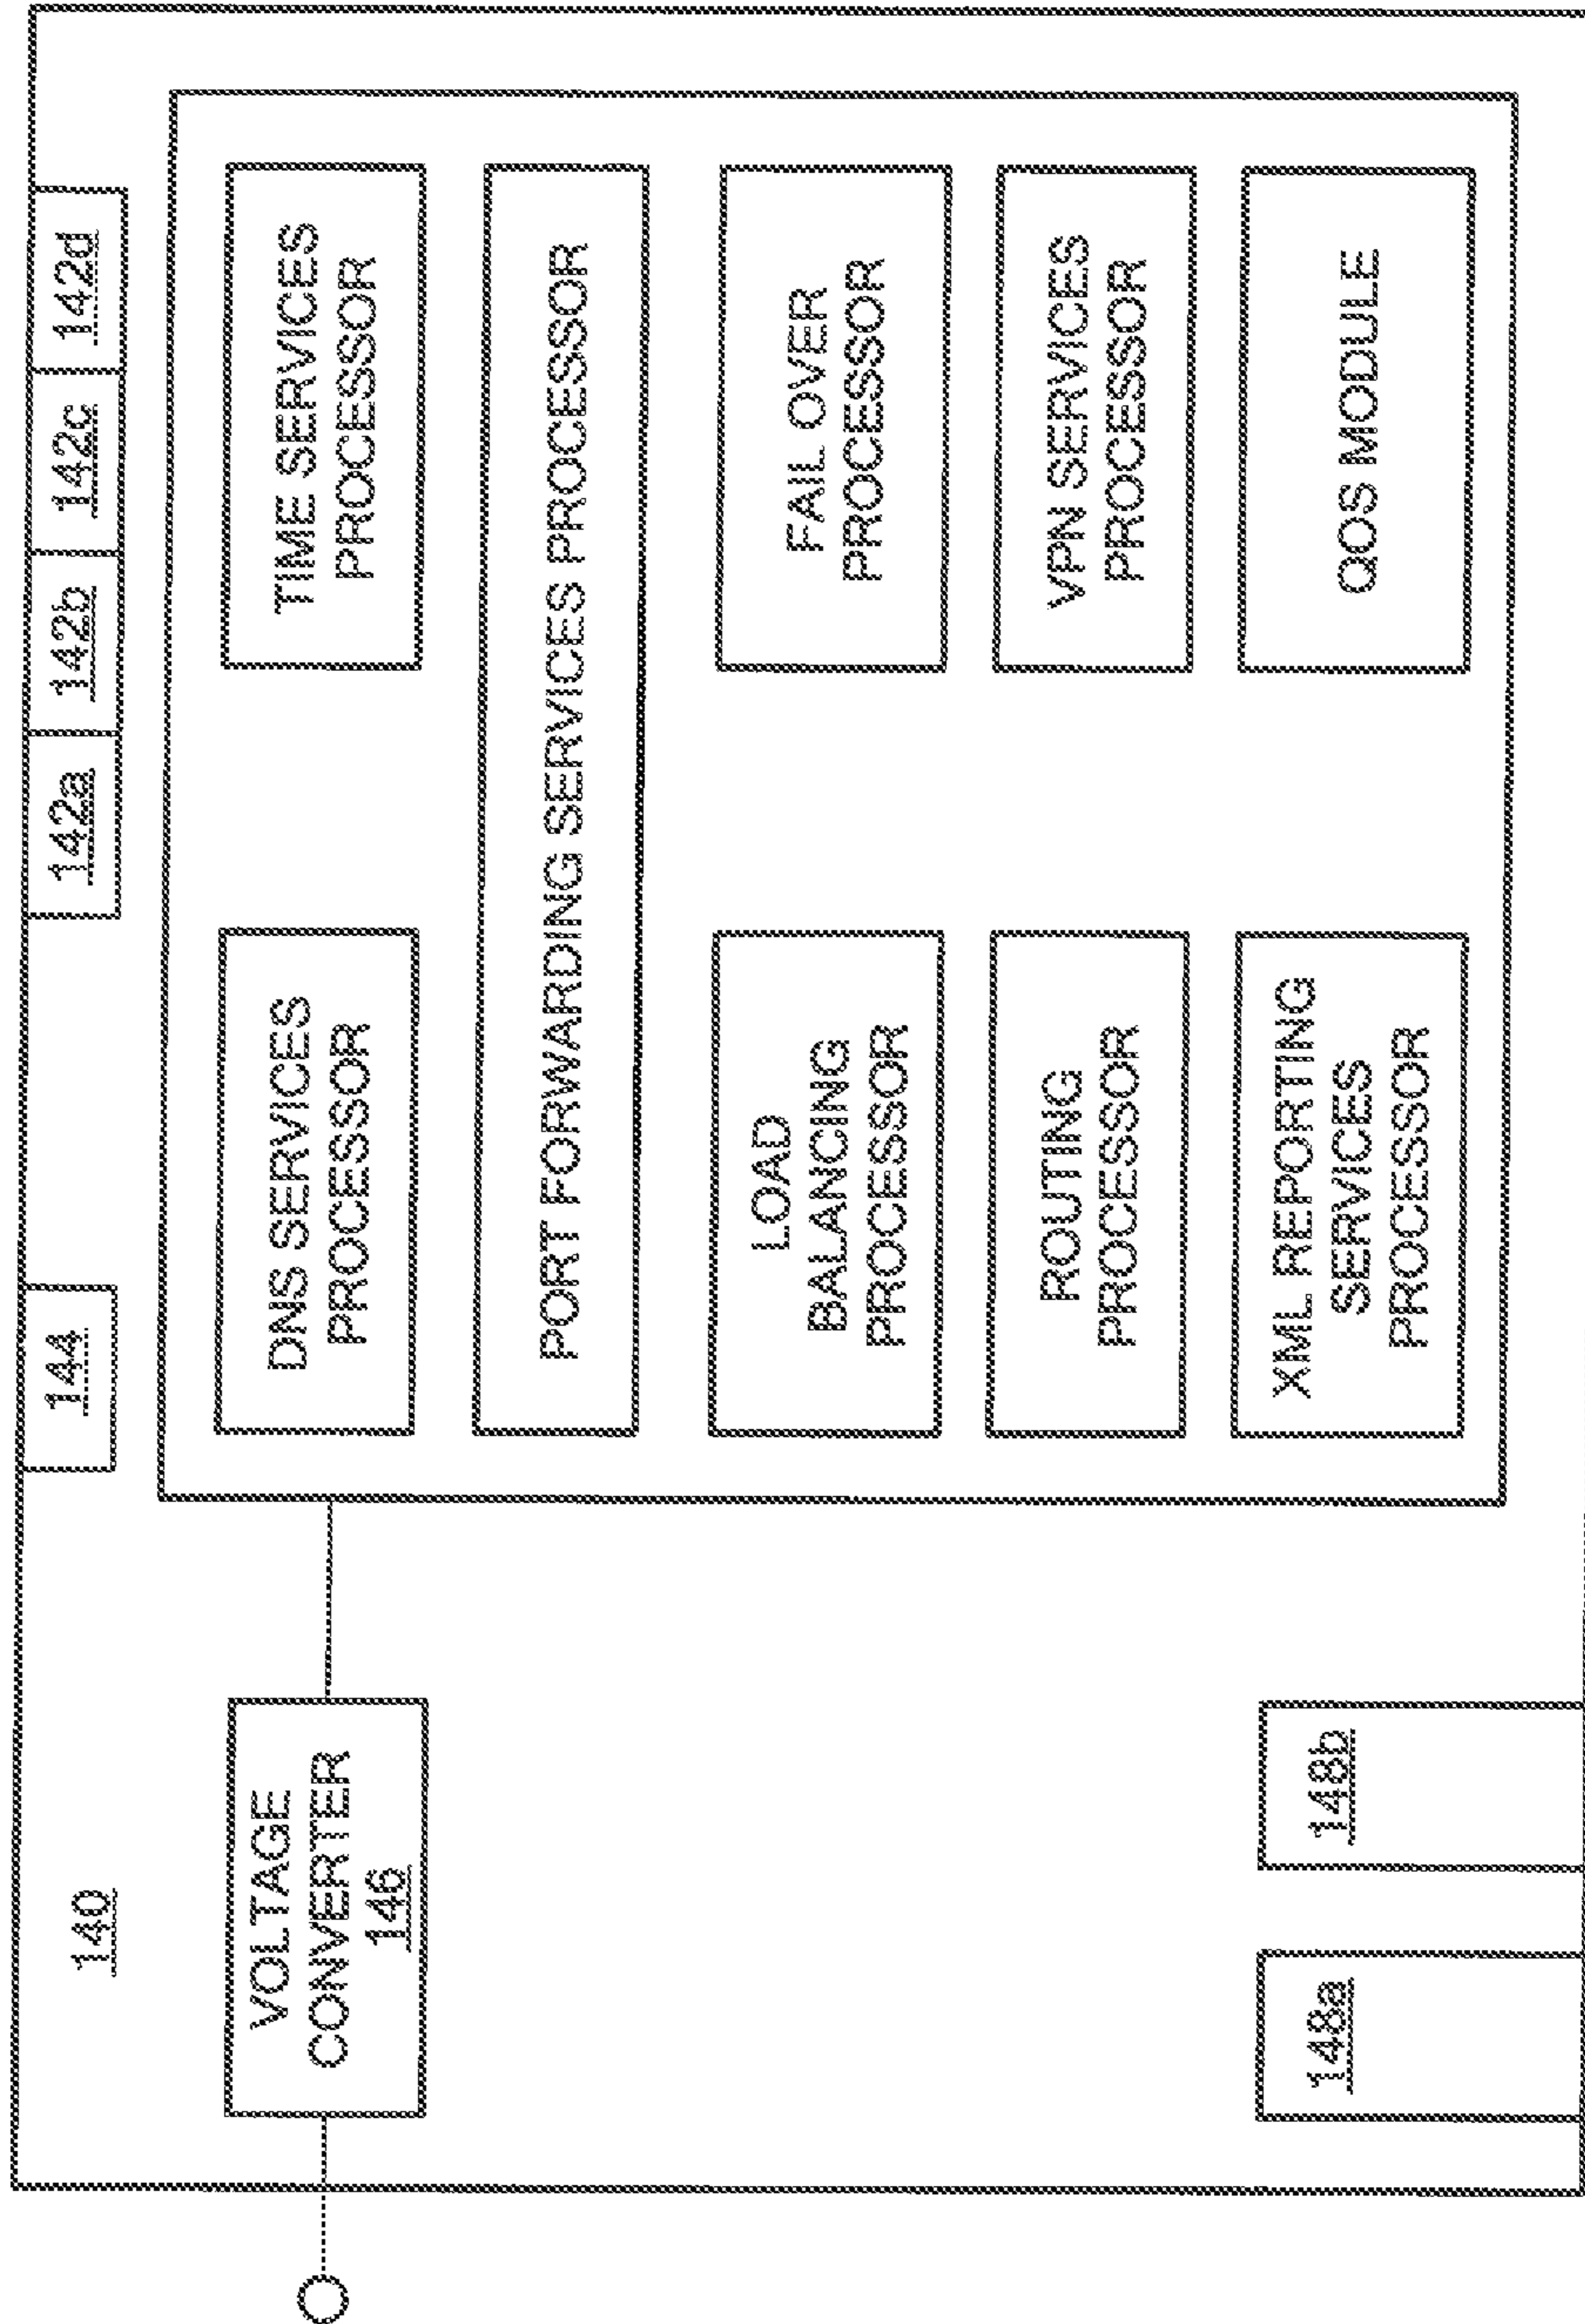 140
144
142a
142b
142c
142d
VOLTAGE
CONVERTER
146
DNS SERVICES
PROCESSOR
TIME SERVICES
PROCESSOR
PORT FORWARDING SERVICES PROCESSOR
LOAD
BALANCING
PROCESSOR
FAIL OVER
PROCESSOR
ROUTING
PROCESSOR
VPN SERVICES
PROCESSOR
XML REPORTING
SERVICES
PROCESSOR
QOS MODULE
148a
148b